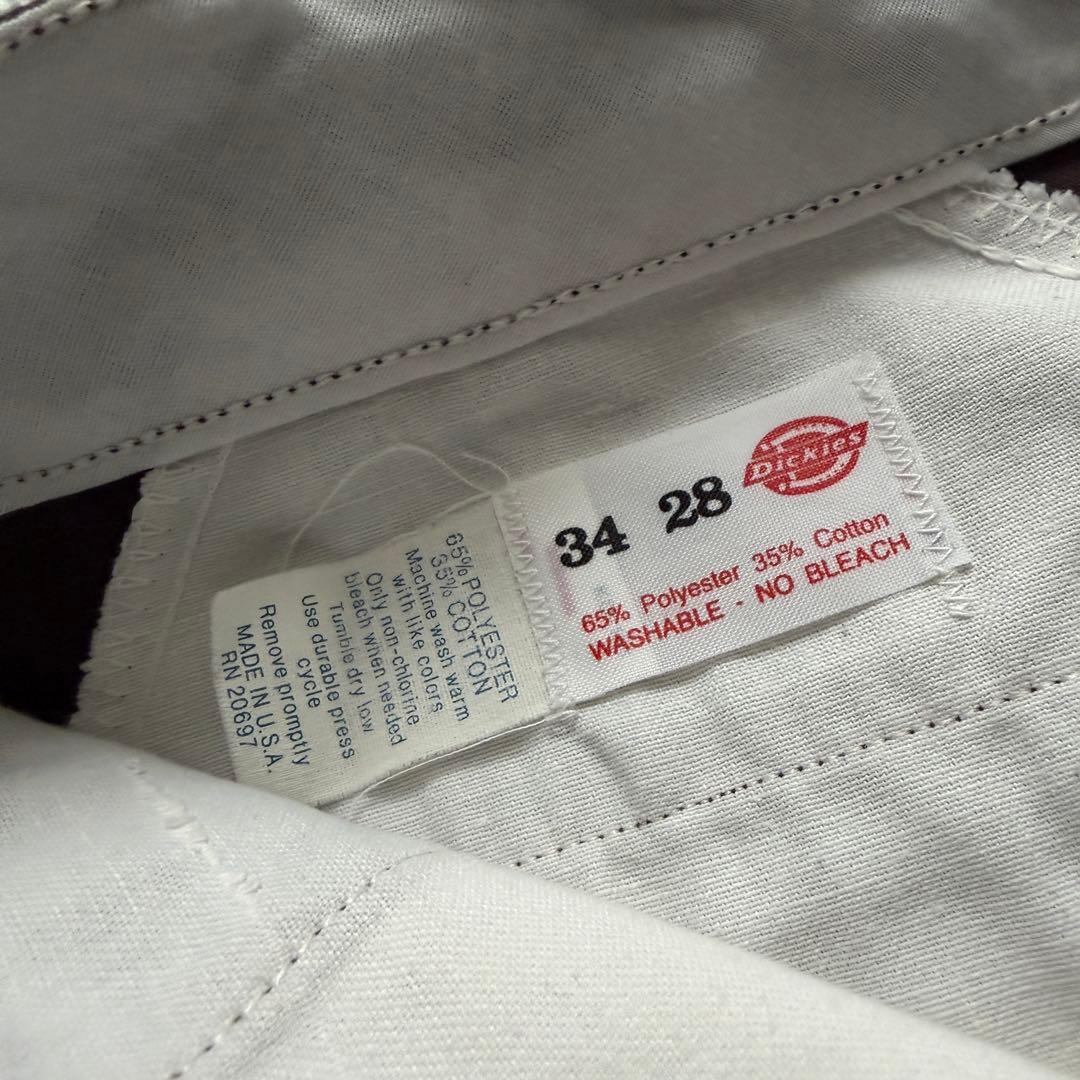 Dickies
34 28
65% Polyester 35% Cotton
WASHABLE - NO BLEACH
65% POLYESTER
35% COTTON
Machine wash warm
with like colors
Only non-chlorine
bleach when needed
Tumble dry low
Use durable press
cycle
Remove promptly
MADE IN U.S.A.
RN 20697